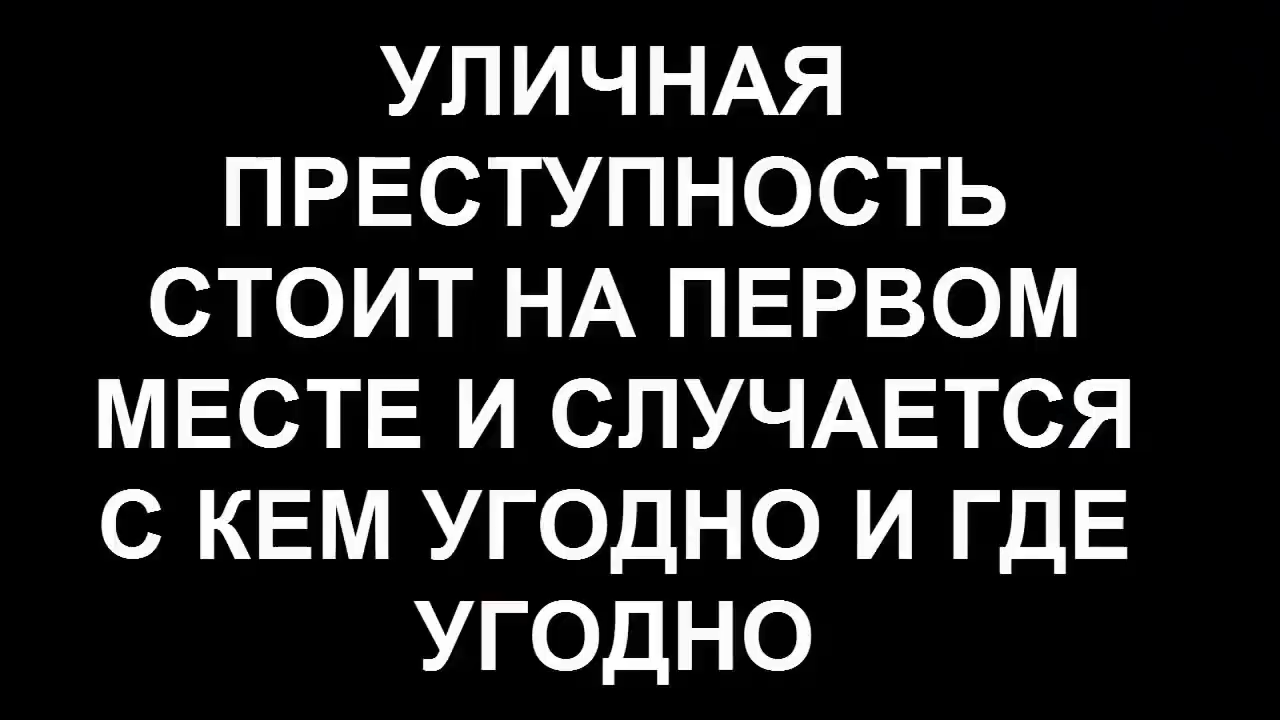 УЛИЧНАЯ
ПРЕСТУПНОСТЬ
СТОИТ НА ПЕРВОМ
МЕСТЕ И СЛУЧАЕТСЯ
С КЕМ УГОДНО И ГДЕ
УГОДНО